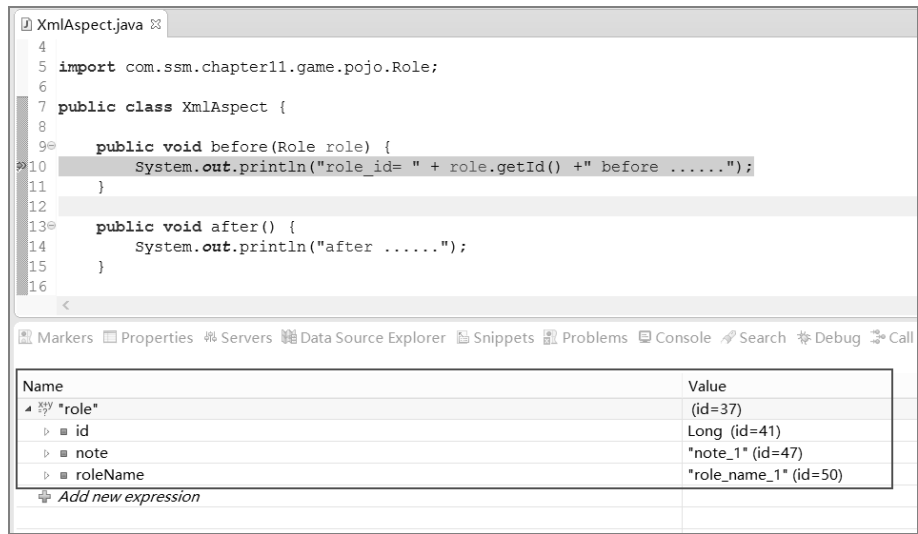 XmlAspect.java
4
5 import com.ssm.chapter11.game.pojo.Role;
6
7 public class XmlAspect {
8
9 public void before(Role role) {
10 System.out.println("role_id= " + role.getId() +" before ......");
11 }
12
13 public void after() {
14 System.out.println("after ......");
15 }
16
Markers Properties Servers Data Source Explorer Snippets Problems Console Search Debug Call
Name Value
"role" (id=37)
id Long (id=41)
note "note_1" (id=47)
roleName "role_name_1" (id=50)
Add new expression